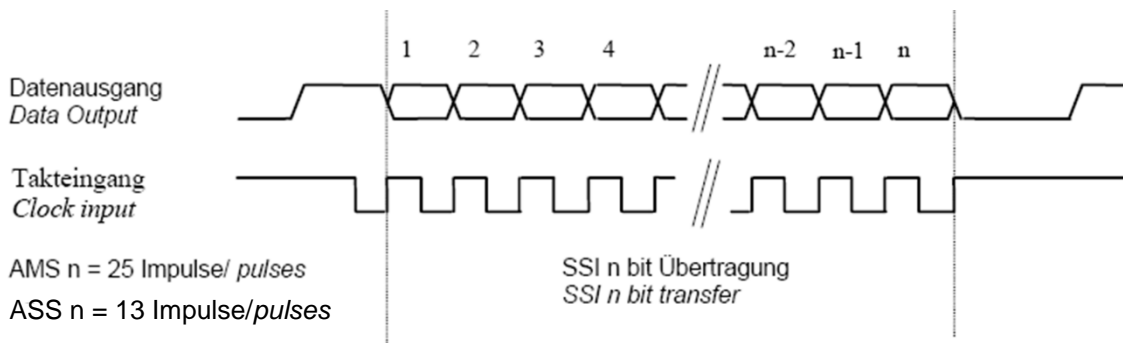 1 2 3 4 n-2 n-1 n
Datenausgang
Data Output
Takteingang
Clock input
AMS n = 25 Impulse/ pulses
ASS n = 13 Impulse/pulses
SSI n bit Übertragung
SSI n bit transfer